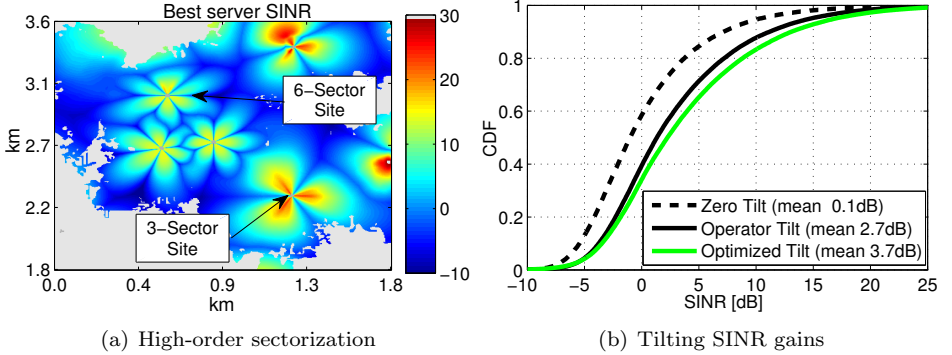 Best server SINR
3.6
3.1
2.7
2.2
1.8
km
0.0
0.4
0.9
1.3
1.8
km
6−Sector
Site
3−Sector
Site
30
20
10
0
−10
1
0.8
0.6
0.4
0.2
0
CDF
−10
−5
0
5
10
15
20
25
SINR [dB]
Zero Tilt (mean 0.1dB)
Operator Tilt (mean 2.7dB)
Optimized Tilt (mean 3.7dB)
(a) High-order sectorization
(b) Tilting SINR gains